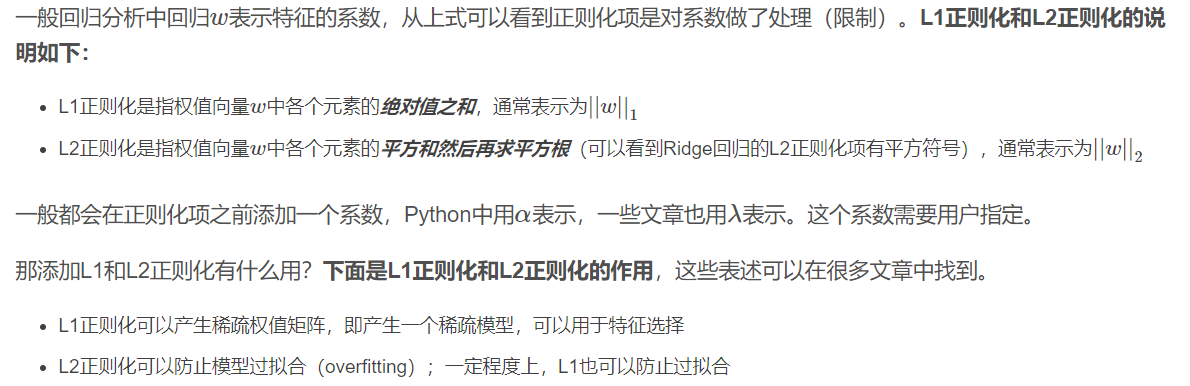 一般回归分析中回归w表示特征的系数，从上式可以看到正则化项是对系数做了处理（限制）。L1正则化和L2正则化的说
明如下：
• L1正则化是指权值向量w中各个元素的绝对值之和，通常表示为||w||₁
• L2正则化是指权值向量w中各个元素的平方和然后再求平方根（可以看到Ridge回归的L2正则化项有平方符号），通常表示为||w||₂
一般都会在正则化项之前添加一个系数，Python中用α表示，一些文章也用λ表示。这个系数需要用户指定。
那添加L1和L2正则化有什么用？下面是L1正则化和L2正则化的作用，这些表述可以在很多文章中找到。
• L1正则化可以产生稀疏权值矩阵，即产生一个稀疏模型，可以用于特征选择
• L2正则化可以防止模型过拟合（overfitting）；一定程度上，L1也可以防止过拟合